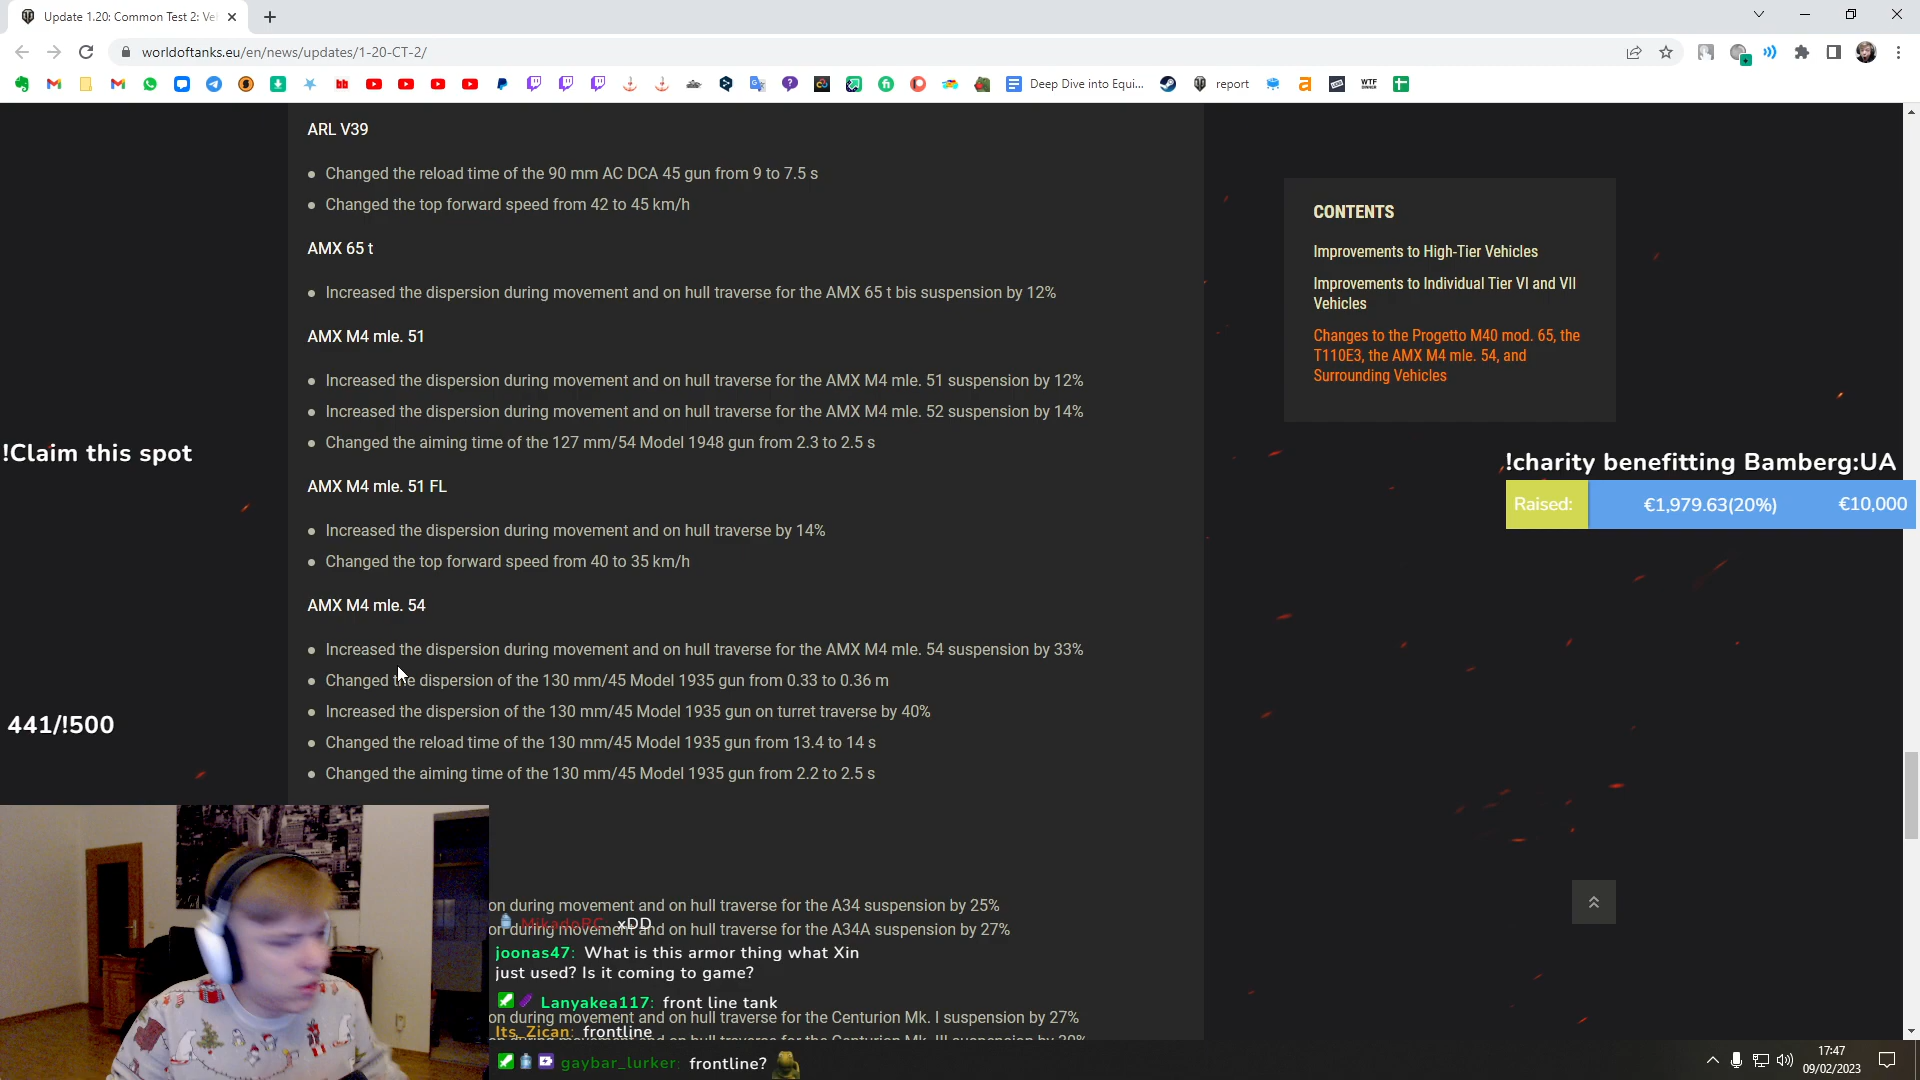 Update 1.20: Common Test 2: Ve
worldoftanks.eu/en/news/updates/1-20-CT-2/
Deep Dive into Equi...
report
WTF
ARL V39
Changed the reload time of the 90 mm AC DCA 45 gun from 9 to 7.5 s
Changed the top forward speed from 42 to 45 km/h
AMX 65 t
Increased the dispersion during movement and on hull traverse for the AMX 65 t bis suspension by 12%
AMX M4 mle. 51
Increased the dispersion during movement and on hull traverse for the AMX M4 mle. 51 suspension by 12%
Increased the dispersion during movement and on hull traverse for the AMX M4 mle. 52 suspension by 14%
Changed the aiming time of the 127 mm/54 Model 1948 gun from 2.3 to 2.5 s
AMX M4 mle. 51 FL
Increased the dispersion during movement and on hull traverse by 14%
Changed the top forward speed from 40 to 35 km/h
AMX M4 mle. 54
Increased the dispersion during movement and on hull traverse for the AMX M4 mle. 54 suspension by 33%
Changed the dispersion of the 130 mm/45 Model 1935 gun from 0.33 to 0.36 m
Increased the dispersion of the 130 mm/45 Model 1935 gun on turret traverse by 40%
Changed the reload time of the 130 mm/45 Model 1935 gun from 13.4 to 14 s
Changed the aiming time of the 130 mm/45 Model 1935 gun from 2.2 to 2.5 s
on during movement and on hull traverse for the A34 suspension by 25%
on during movement and on hull traverse for the A34A suspension by 27%
on during movement and on hull traverse for the Centurion Mk. I suspension by 27%
CONTENTS
Improvements to High-Tier Vehicles
Improvements to Individual Tier VI and VII
Vehicles
Changes to the Progetto M40 mod. 65, the
T110E3, the AMX M4 mle. 54, and
Surrounding Vehicles
!Claim this spot
441/!500
!charity benefitting Bamberg:UA
Raised: €1,979.63(20%) €10,000
MikadoRC: xDD
joonas47: What is this armor thing what Xin
just used? Is it coming to game?
Lanyakea117: front line tank
Its_Zican: frontline
gaybar_lurker: frontline?
17:47
09/02/2023